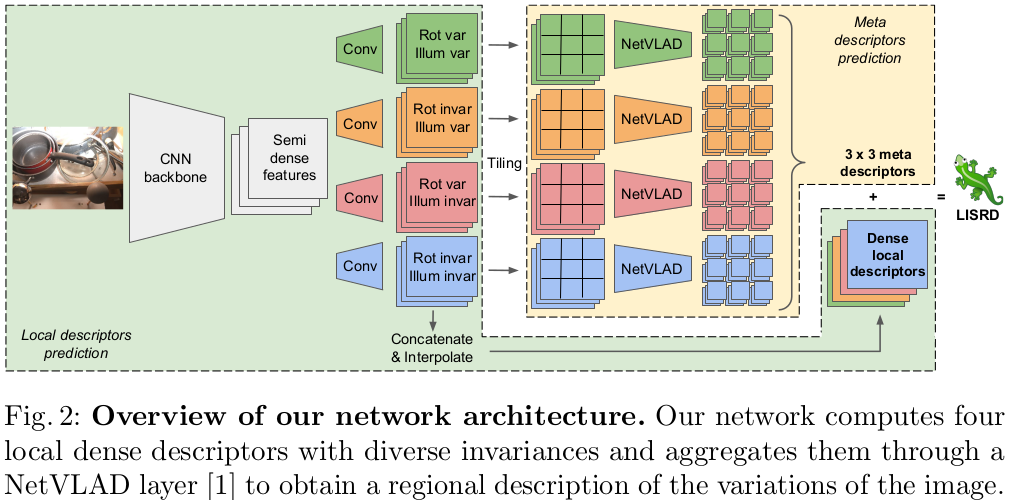 Conv
Rot var
Illum var
NetVLAD
Meta
descriptors
prediction
Conv
Rot invar
Illum var
NetVLAD
CNN
backbone
Semi
dense
features
Tiling
3 x 3 meta
descriptors
Conv
Rot var
Illum invar
NetVLAD
+
=
LISRD
Conv
Rot invar
Illum invar
NetVLAD
Dense
local
descriptors
Local descriptors
prediction
Concatenate
& Interpolate
Fig. 2: Overview of our network architecture. Our network computes four
local dense descriptors with diverse invariances and aggregates them through a
NetVLAD layer [1] to obtain a regional description of the variations of the image.